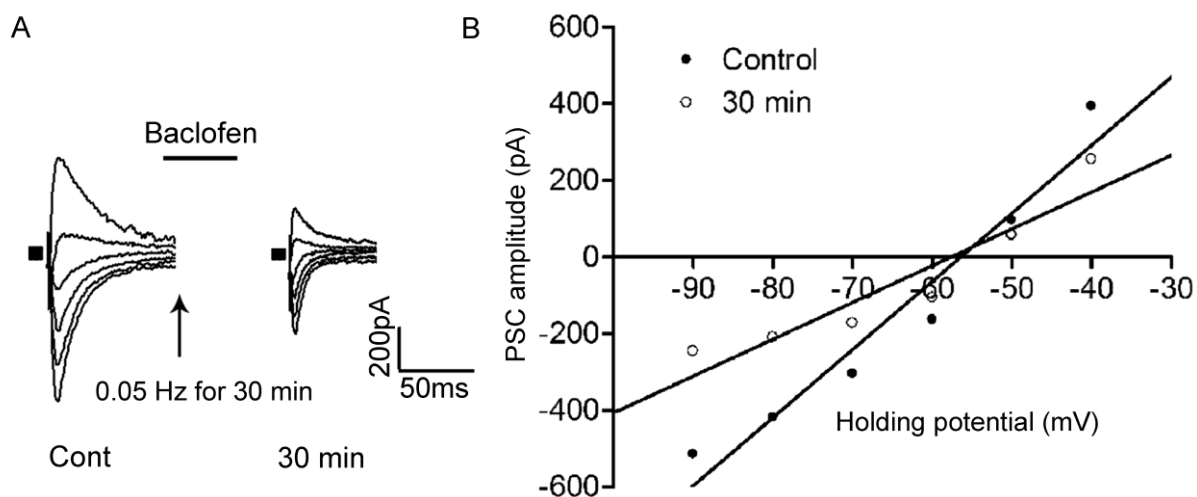 A
Baclofen
0.05 Hz for 30 min
Cont
30 min
200pA
50ms
B
Control
30 min
PSC amplitude (pA)
600
400
200
0
-200
-400
-600
-90 -80 -70 -60 -50 -40 -30
Holding potential (mV)